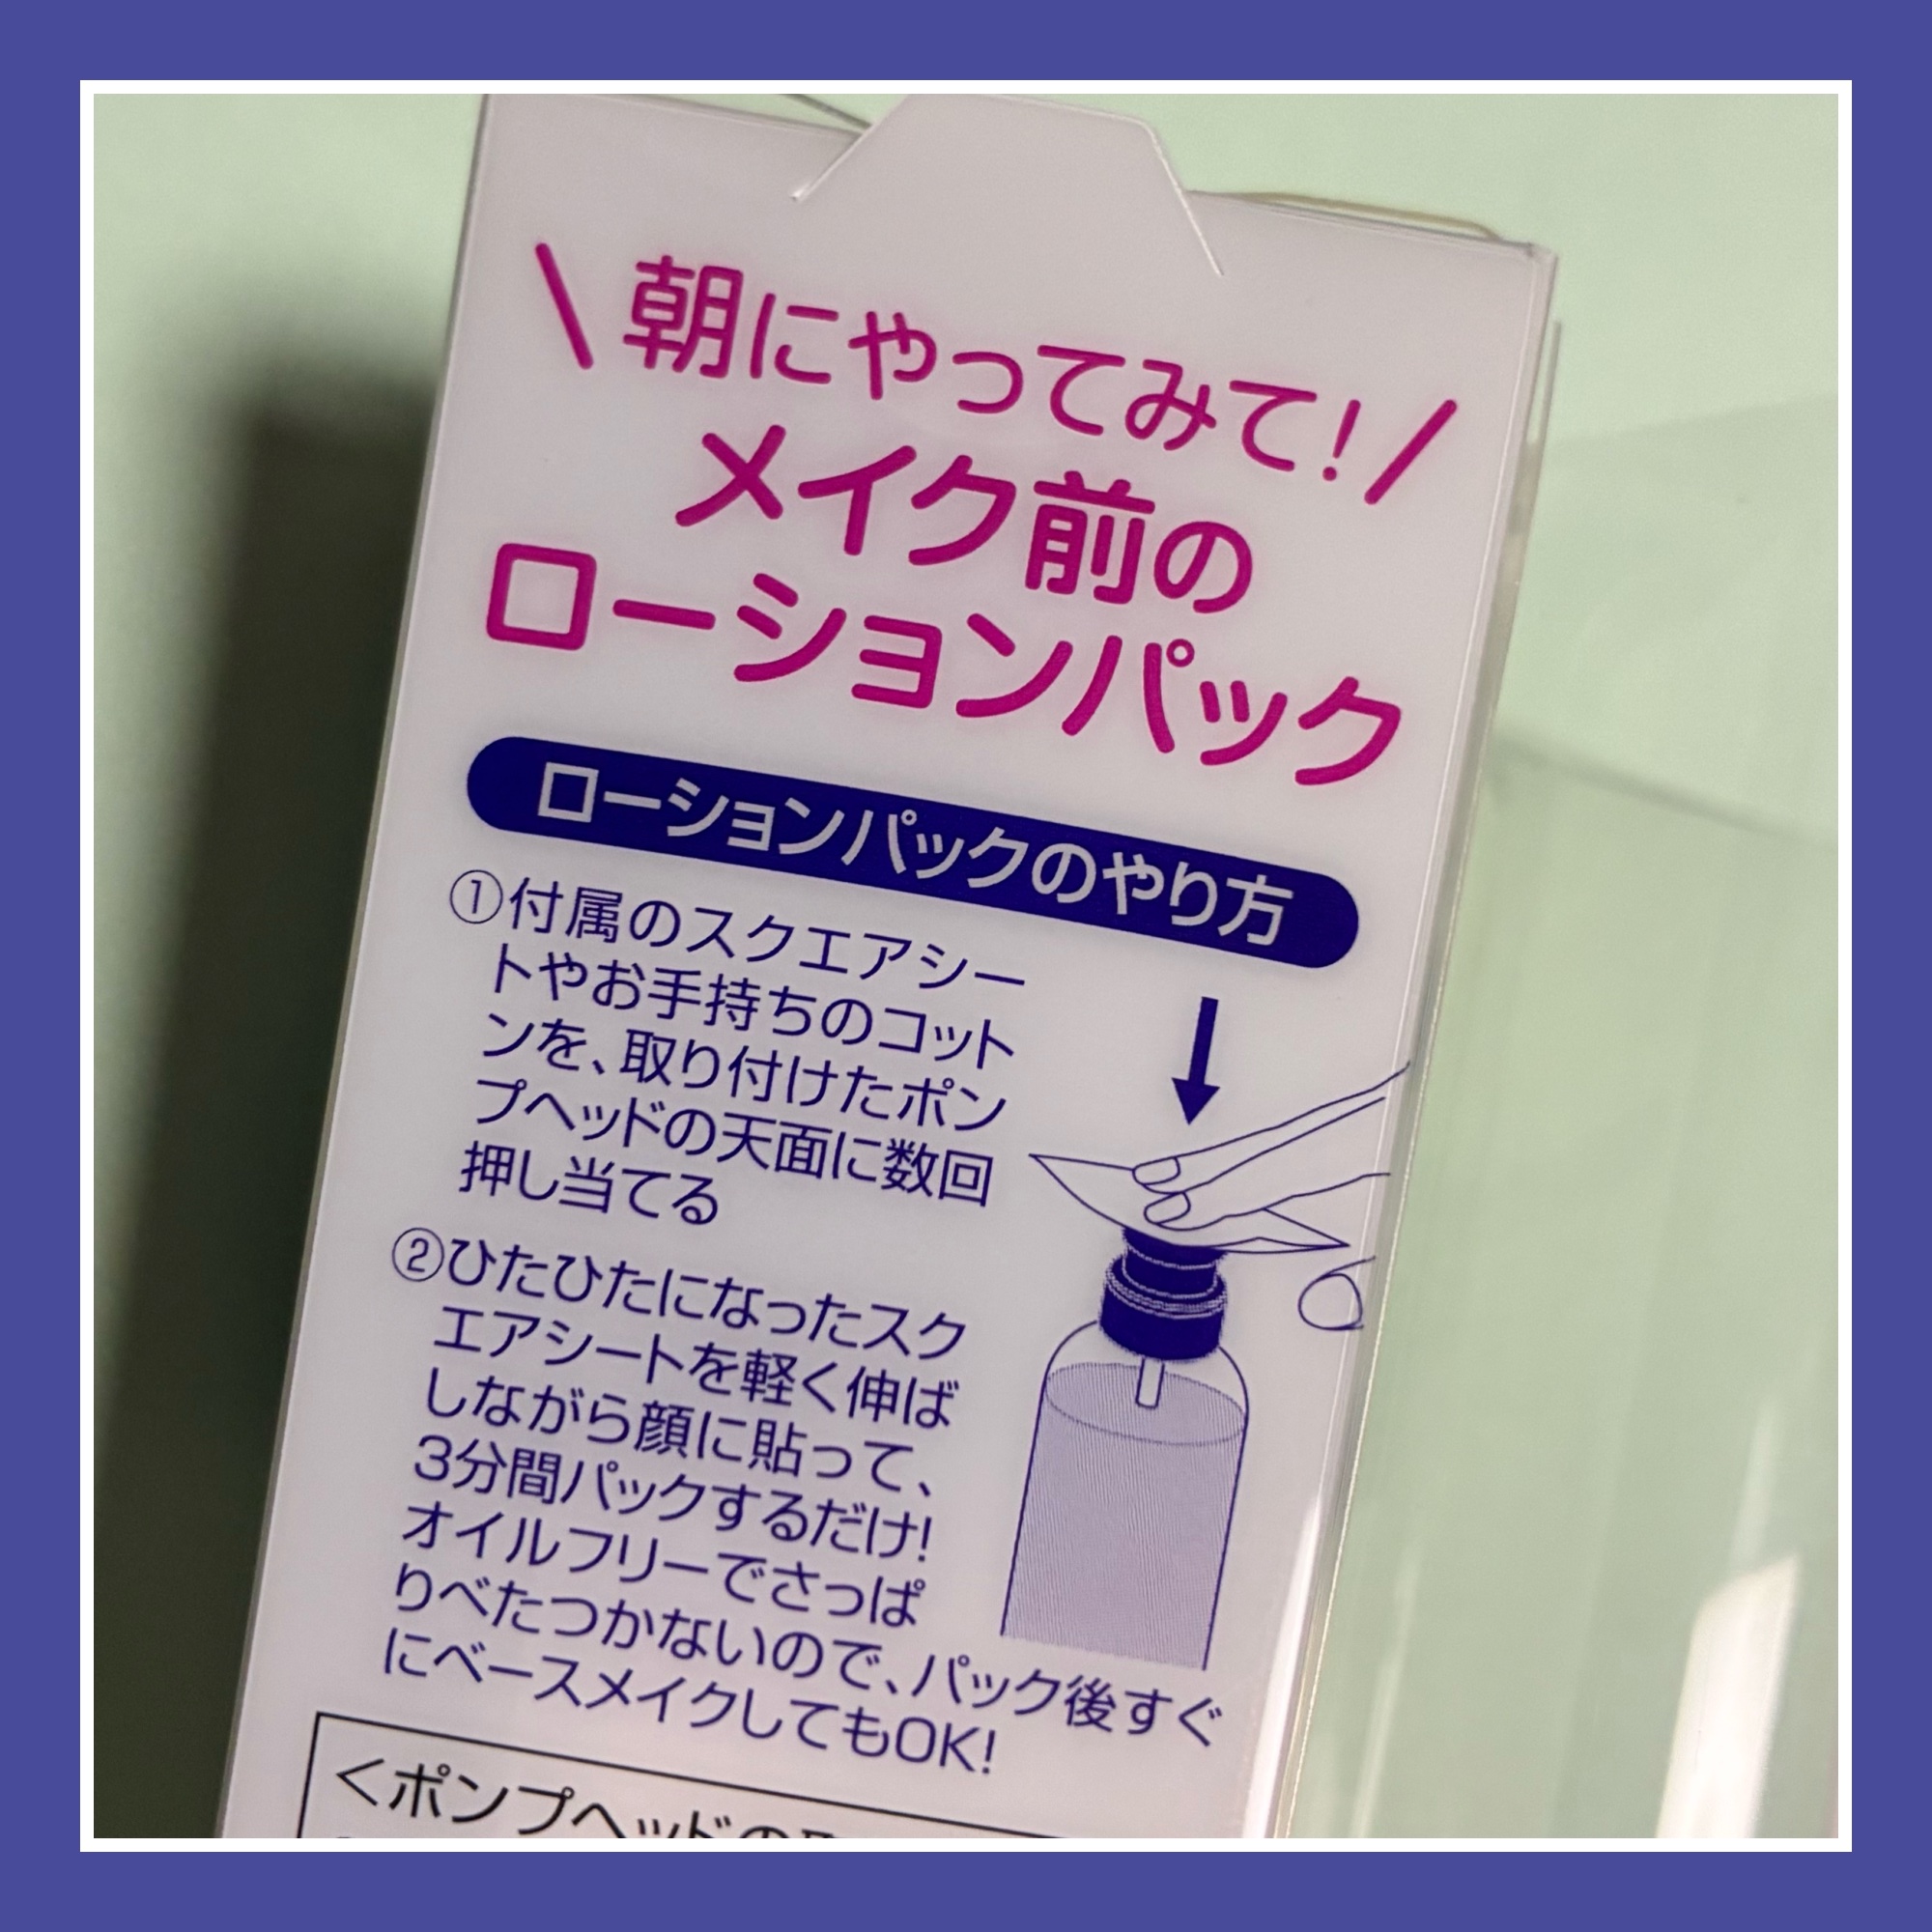 \朝にやってみて!/
メイク前の
ローションパック
ローションパックのやり方
①付属のスクエアシー
トやお手持ちのコット
ンを、取り付けたポン
プヘッドの天面に数回
押し当てる
②ひたひたになったスク
エアシートを軽く伸ば
しながら顔に貼って、
3分間パックするだけ!
オイルフリーでさっぱ
りべたつかないので、パック後すぐ
にベースメイクしてもOK!
<ポンプヘッドの